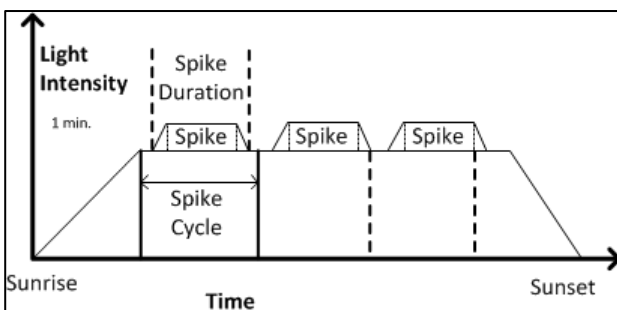 Light
Intensity
1 min.
Spike
Duration
Spike
Spike
Spike
Spike
Cycle
Sunrise
Time
Sunset